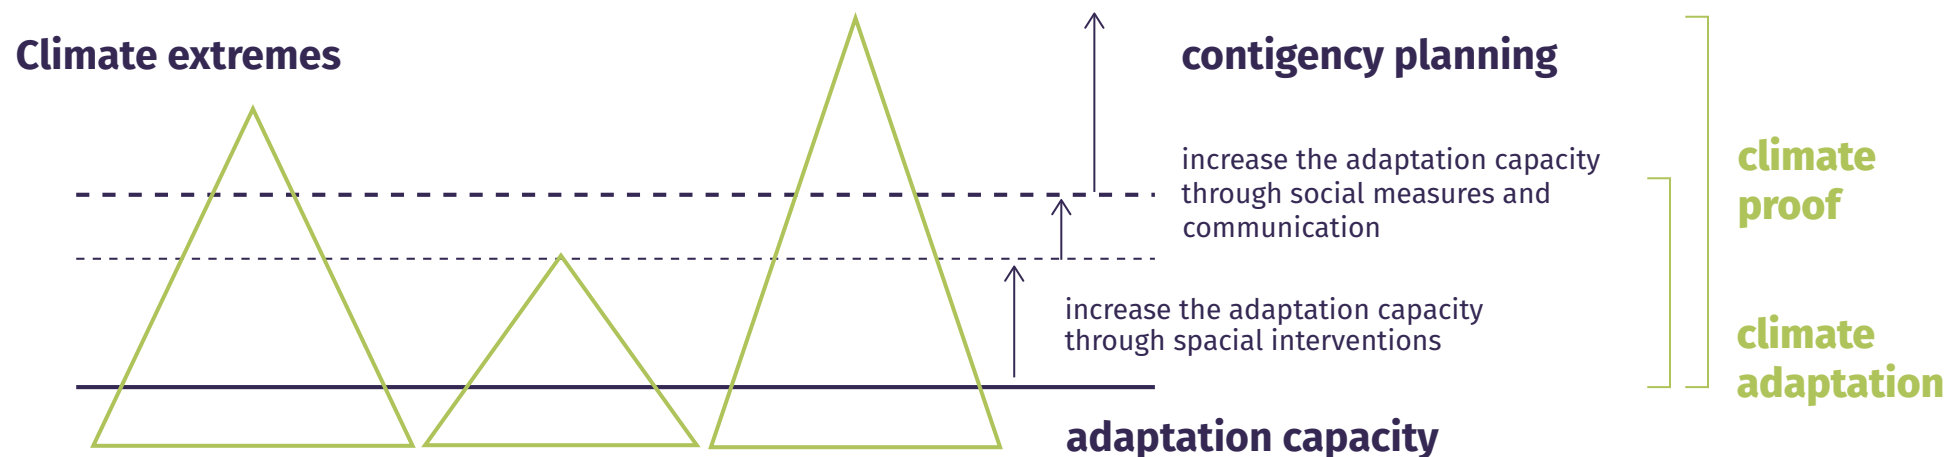 Climate extremes
contigency planning
increase the adaptation capacity
through social measures and
communication
climate
proof
increase the adaptation capacity
through spacial interventions
climate
adaptation
adaptation capacity